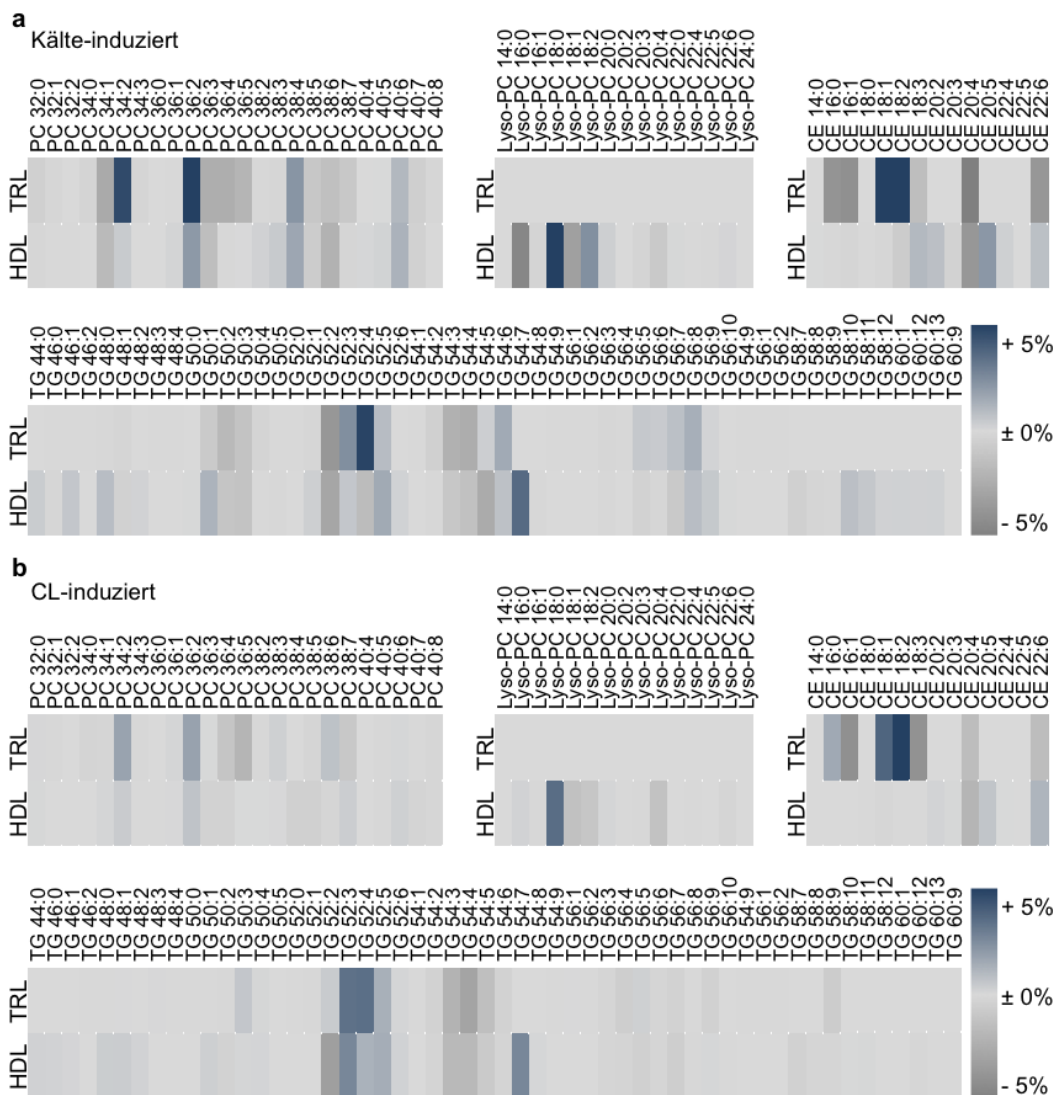 a
Kälte-induziert
PC 32:0
PC 32:1
PC 32:2
PC 34:0
PC 34:1
PC 34:2
PC 34:3
PC 36:0
PC 36:1
PC 36:2
PC 36:3
PC 36:4
PC 36:5
PC 38:2
PC 38:3
PC 38:4
PC 38:5
PC 38:6
PC 38:7
PC 40:4
PC 40:5
PC 40:6
PC 40:7
PC 40:8
TRL
HDL
Lyso-PC 14:0
Lyso-PC 16:0
Lyso-PC 16:1
Lyso-PC 18:0
Lyso-PC 18:1
Lyso-PC 18:2
Lyso-PC 20:0
Lyso-PC 20:2
Lyso-PC 20:3
Lyso-PC 20:4
Lyso-PC 22:0
Lyso-PC 22:4
Lyso-PC 22:5
Lyso-PC 22:6
Lyso-PC 24:0
TRL
HDL
CE 14:0
CE 16:0
CE 16:1
CE 18:0
CE 18:1
CE 18:2
CE 18:3
CE 20:2
CE 20:3
CE 20:4
CE 20:5
CE 22:4
CE 22:5
CE 22:6
TRL
HDL
TG 44:0
TG 46:0
TG 46:1
TG 46:2
TG 48:0
TG 48:1
TG 48:2
TG 48:3
TG 48:4
TG 50:0
TG 50:1
TG 50:2
TG 50:3
TG 50:4
TG 50:5
TG 52:0
TG 52:1
TG 52:2
TG 52:3
TG 52:4
TG 52:5
TG 52:6
TG 54:1
TG 54:2
TG 54:3
TG 54:4
TG 54:5
TG 54:6
TG 54:7
TG 54:8
TG 54:9
TG 56:1
TG 56:2
TG 56:3
TG 56:4
TG 56:5
TG 56:6
TG 56:7
TG 56:8
TG 56:9
TG 56:10
TG 54:9
TG 56:1
TG 56:2
TG 58:7
TG 58:8
TG 58:9
TG 58:10
TG 58:11
TG 58:12
TG 60:1
TG 60:12
TG 60:13
TG 60:9
TRL
HDL
+ 5%
± 0%
- 5%
b
CL-induziert
PC 32:0
PC 32:1
PC 32:2
PC 34:0
PC 34:1
PC 34:2
PC 34:3
PC 36:0
PC 36:1
PC 36:2
PC 36:3
PC 36:4
PC 36:5
PC 38:2
PC 38:3
PC 38:4
PC 38:5
PC 38:6
PC 38:7
PC 40:4
PC 40:5
PC 40:6
PC 40:7
PC 40:8
TRL
HDL
Lyso-PC 14:0
Lyso-PC 16:0
Lyso-PC 16:1
Lyso-PC 18:0
Lyso-PC 18:1
Lyso-PC 18:2
Lyso-PC 20:0
Lyso-PC 20:2
Lyso-PC 20:3
Lyso-PC 20:4
Lyso-PC 22:0
Lyso-PC 22:4
Lyso-PC 22:5
Lyso-PC 22:6
Lyso-PC 24:0
TRL
HDL
CE 14:0
CE 16:0
CE 16:1
CE 18:0
CE 18:1
CE 18:2
CE 18:3
CE 20:2
CE 20:3
CE 20:4
CE 20:5
CE 22:4
CE 22:5
CE 22:6
TRL
HDL
TG 44:0
TG 46:0
TG 46:1
TG 46:2
TG 48:0
TG 48:1
TG 48:2
TG 48:3
TG 48:4
TG 50:0
TG 50:1
TG 50:2
TG 50:3
TG 50:4
TG 50:5
TG 52:0
TG 52:1
TG 52:2
TG 52:3
TG 52:4
TG 52:5
TG 52:6
TG 54:1
TG 54:2
TG 54:3
TG 54:4
TG 54:5
TG 54:6
TG 54:7
TG 54:8
TG 54:9
TG 56:1
TG 56:2
TG 56:3
TG 56:4
TG 56:5
TG 56:6
TG 56:7
TG 56:8
TG 56:9
TG 56:10
TG 54:9
TG 56:1
TG 56:2
TG 58:7
TG 58:8
TG 58:9
TG 58:10
TG 58:11
TG 58:12
TG 60:1
TG 60:12
TG 60:13
TG 60:9
TRL
HDL
+ 5%
± 0%
- 5%